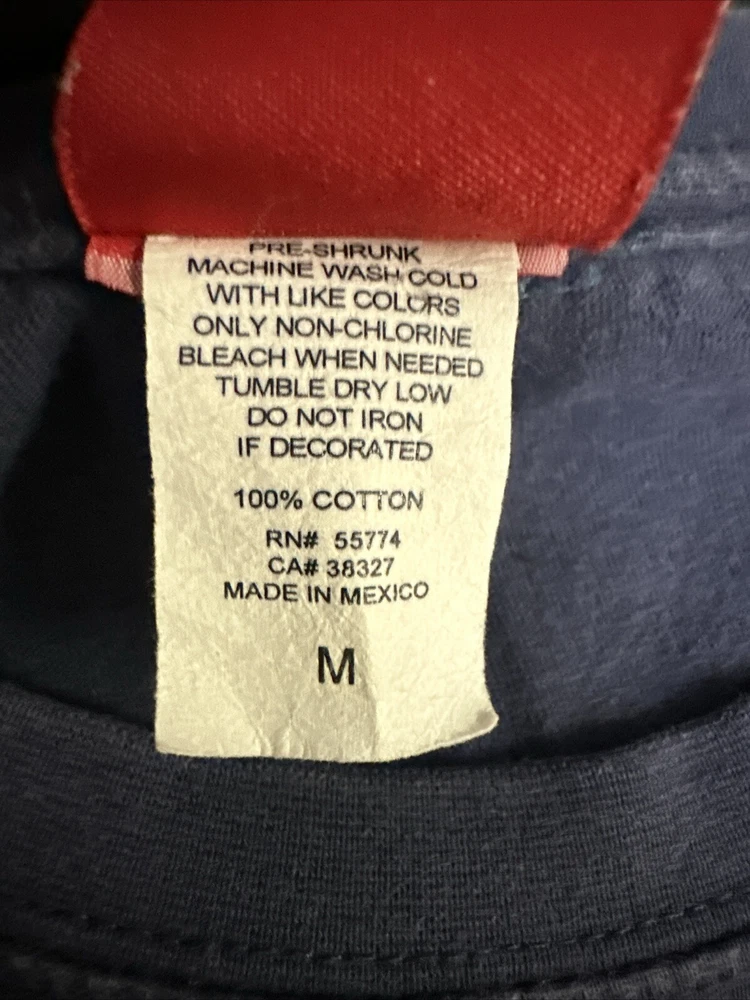 PRE-SHRUNK
MACHINE WASH COLD
WITH LIKE COLORS
ONLY NON-CHLORINE
BLEACH WHEN NEEDED
TUMBLE DRY LOW
DO NOT IRON
IF DECORATED
100% COTTON
RN# 55774
CA# 38327
MADE IN MEXICO
M